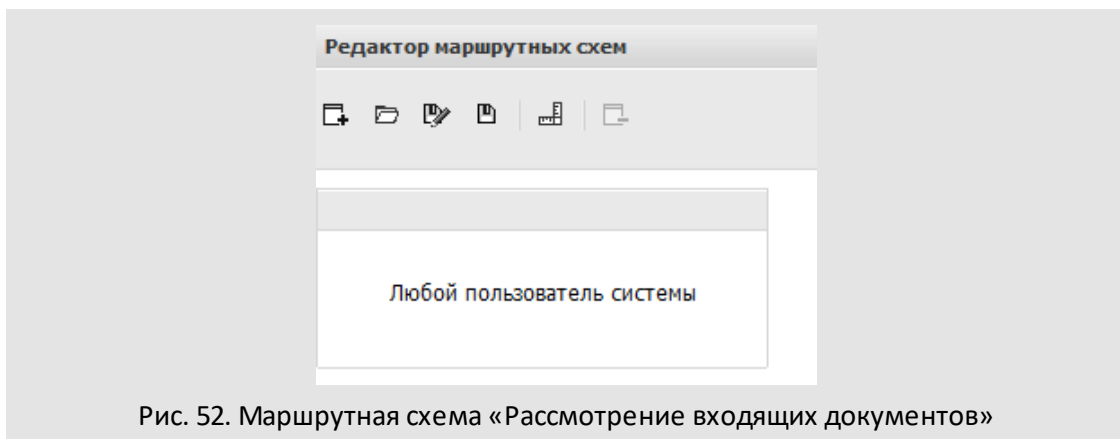 Редактор маршрутных схем
Любой пользователь системы
Рис. 52. Маршрутная схема «Рассмотрение входящих документов»